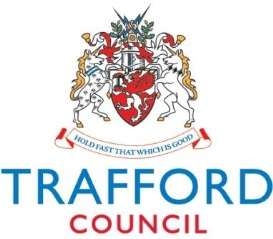 HOLD FAST THAT WHICH IS GOOD
TRAFFORD
COUNCIL